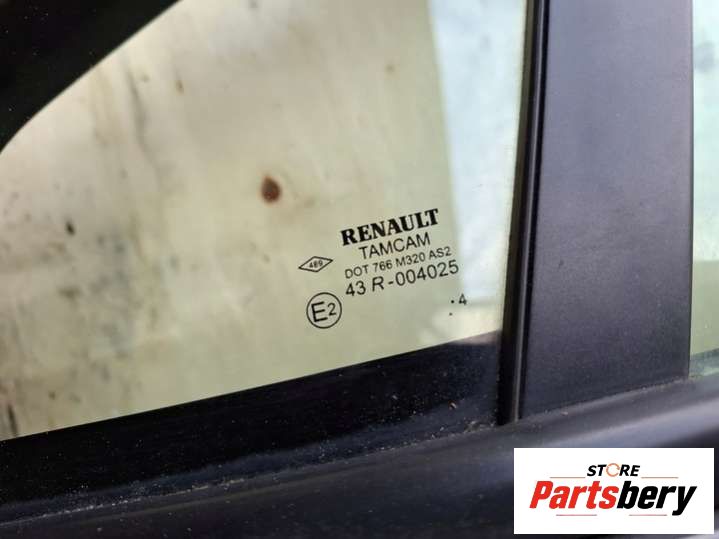 RENAULT
TAMCAM
DOT 766 M320 AS2
43 R-004025
489
E2
.4
.
STORE
Partsbery